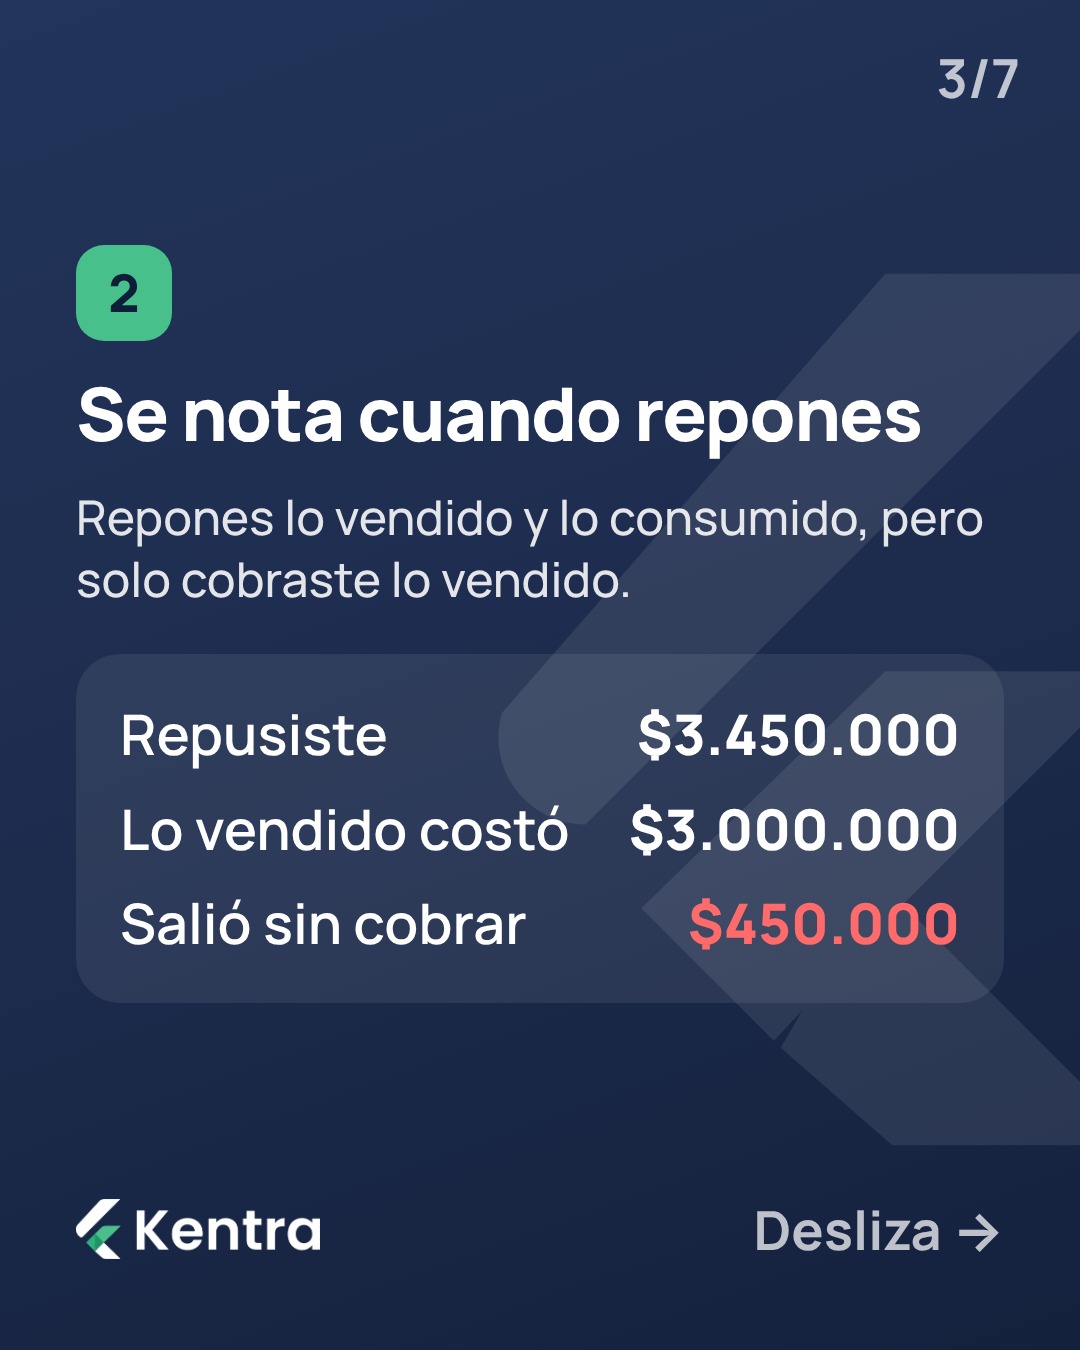 3/7
2
Se nota cuando repones
Repones lo vendido y lo consumido, pero
solo cobraste lo vendido.
Repusiste $3.450.000
Lo vendido costó $3.000.000
Salió sin cobrar $450.000
Kentra
Desliza →